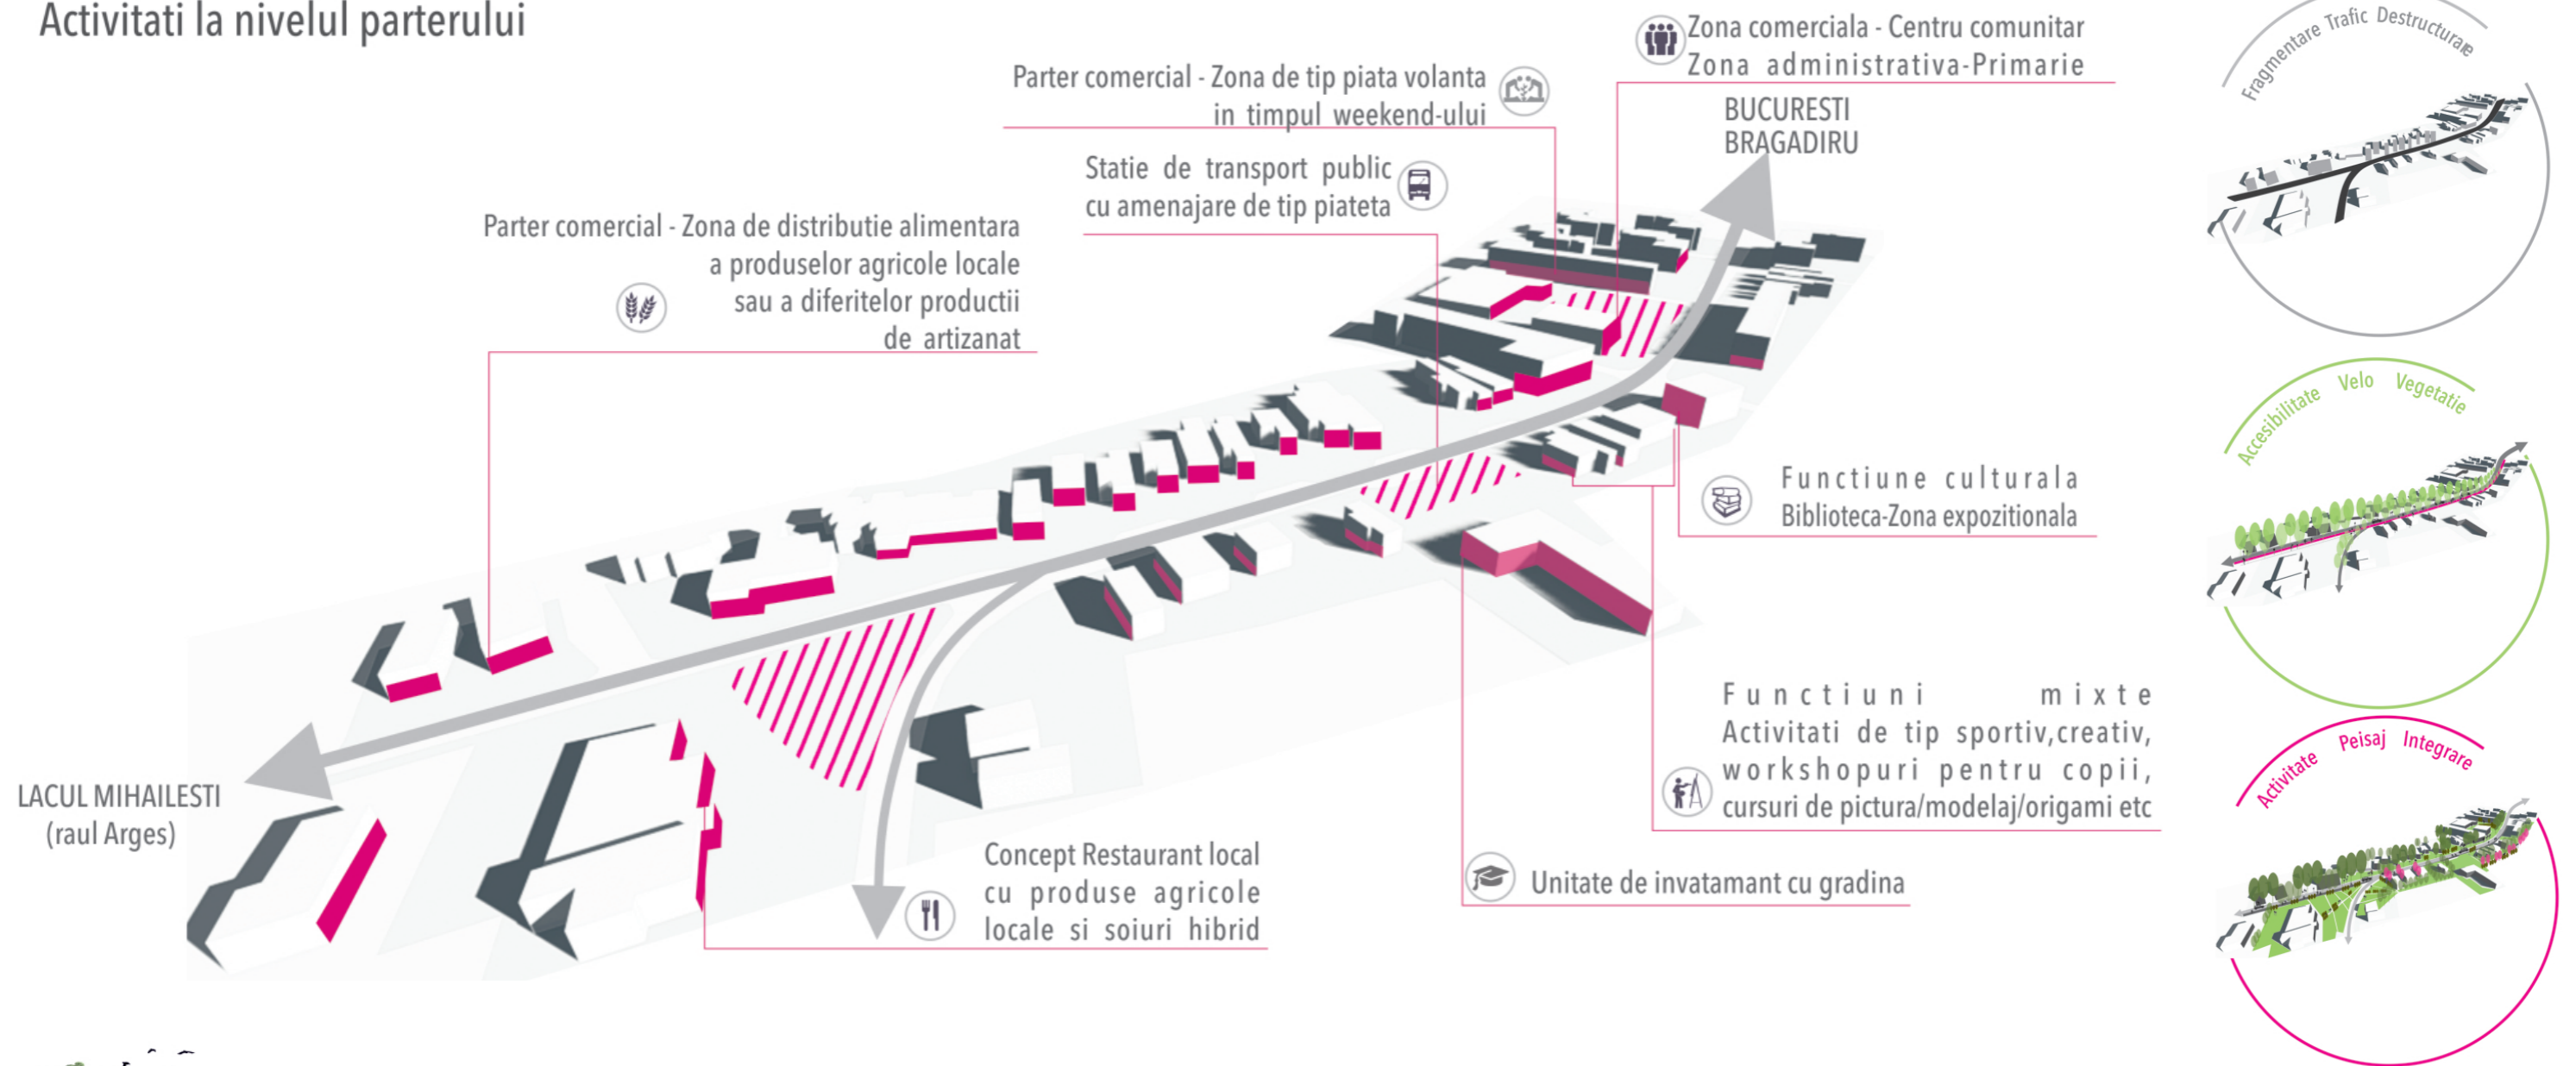 Activitati la nivelul parterului
Zona comerciala - Centru comunitar
Zona administrativa-Primarie
Parter comercial - Zona de tip piata volanta
in timpul weekend-ului
BUCURESTI
BRAGADIRU
Statie de transport public
cu amenajare de tip piateta
Parter comercial - Zona de distributie alimentara
a produselor agricole locale
sau a diferitelor productii
de artizanat
Functiune culturala
Biblioteca-Zona expozitionala
Functiuni mixte
Activitati de tip sportiv,creativ,
workshopuri pentru copii,
cursuri de pictura/modelaj/origami etc
Unitate de invatamant cu gradina
Concept Restaurant local
cu produse agricole
locale si soiuri hibrid
LACUL MIHAILESTI
(raul Arges)
Fragmentare Trafic Destructurare
Accesibilitate Velo Vegetatie
Activitate Peisaj Integrare